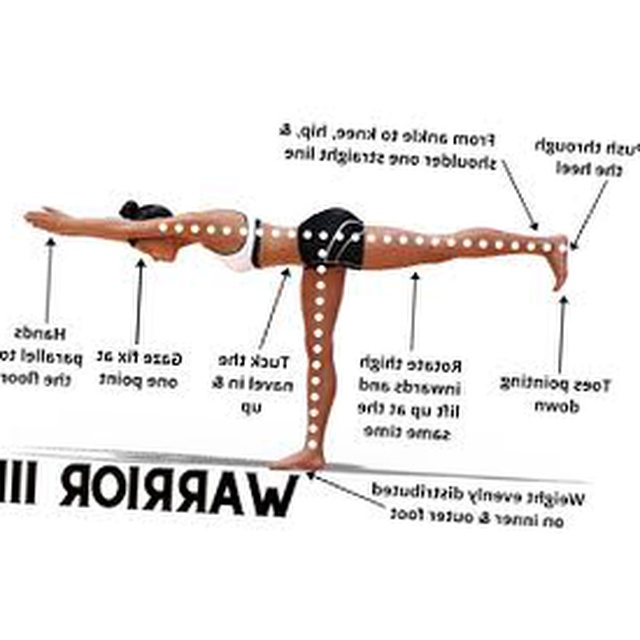 From ankle to knee, hip, &
shoulder one straight line
Push through
the heel
Hands
parallel to
the floor
Gaze fix at
one point
Tuck the
navel in &
up
Rotate thigh
inwards and
lift up at the
same time
Toes pointing
down
WARRIOR III
Weight evenly distributed
on inner & outer foot